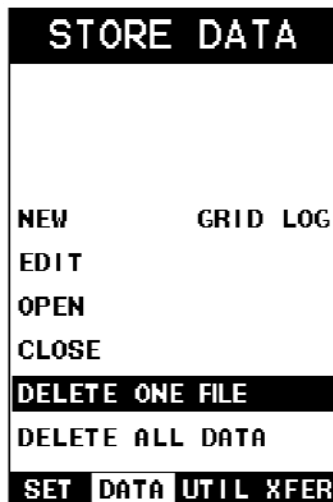 STORE DATA
NEW GRID LOG
EDIT
OPEN
CLOSE
DELETE ONE FILE
DELETE ALL DATA
SET DATA UTIL XFER